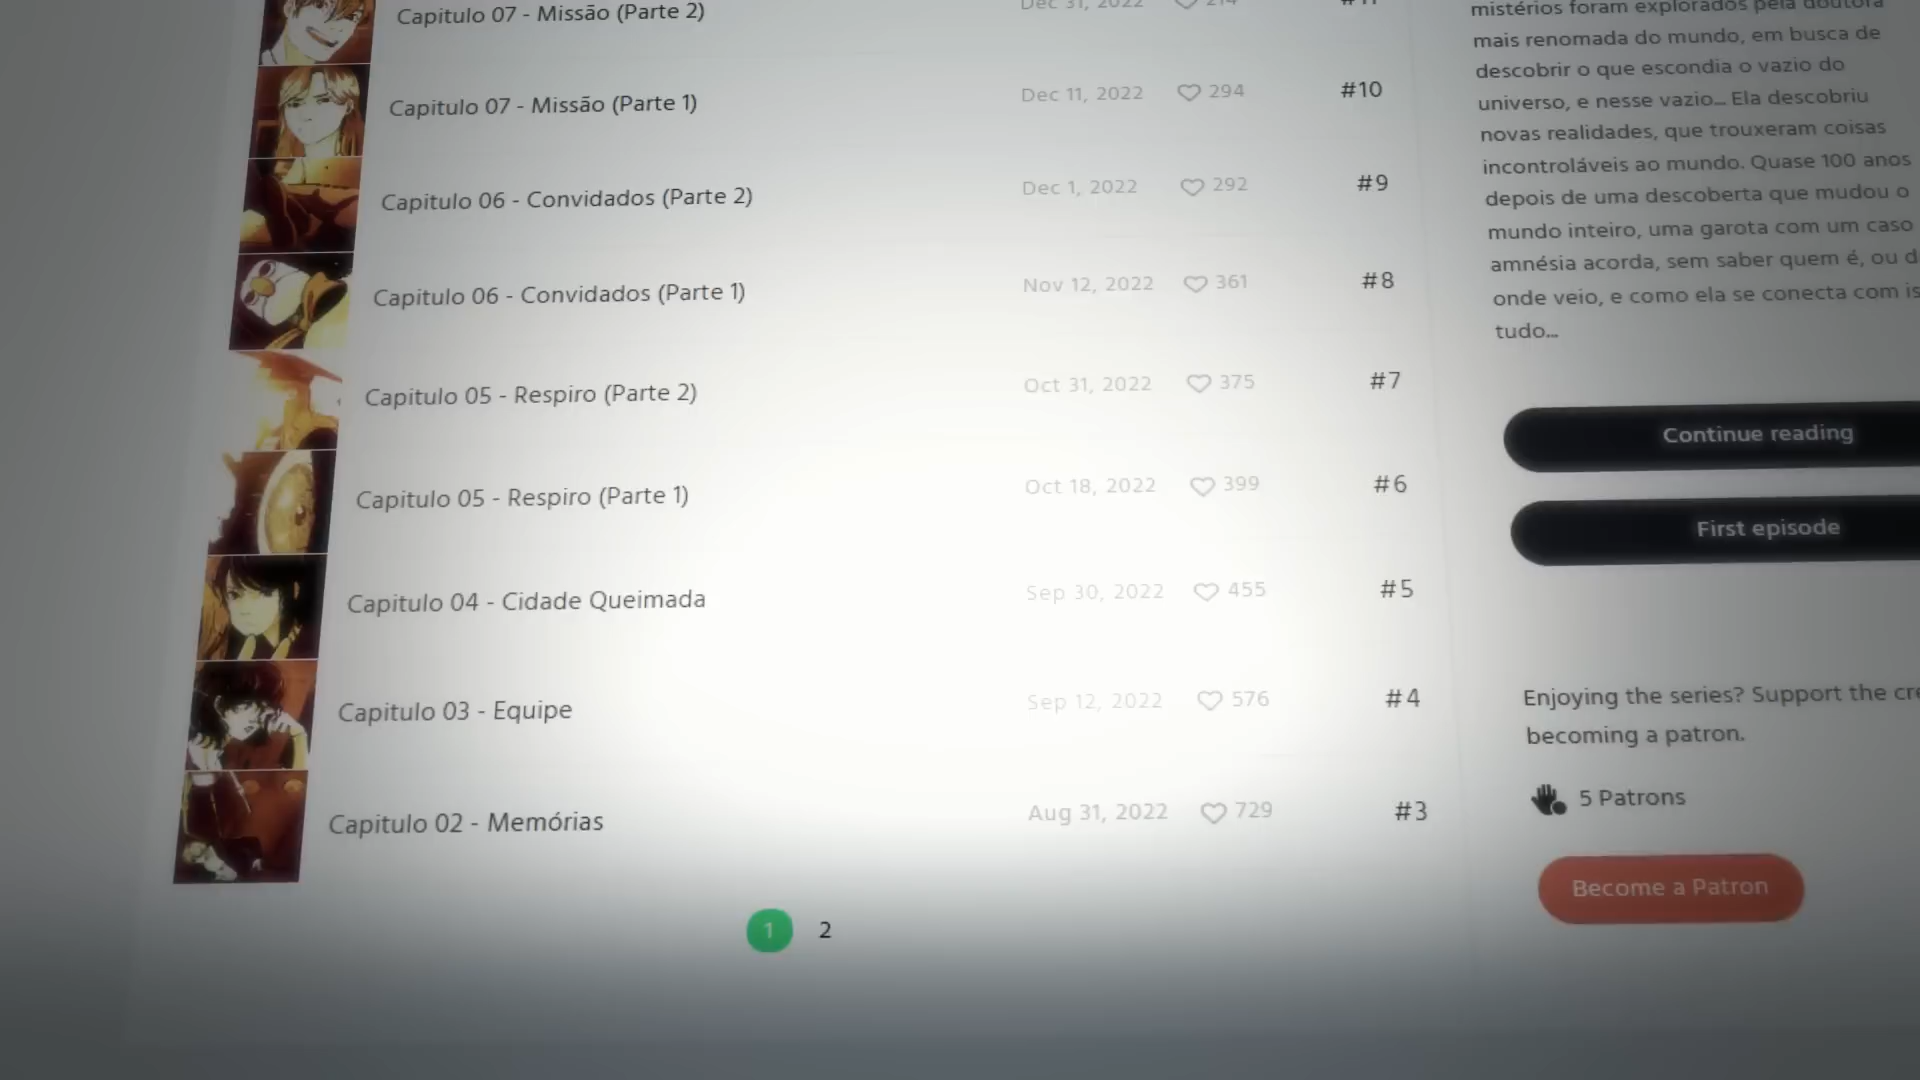 Capitulo 07 - Missão (Parte 2)
Dec 31, 2022 214 #11
Capitulo 07 - Missão (Parte 1)
Dec 11, 2022 294 #10
Capitulo 06 - Convidados (Parte 2)
Dec 1, 2022 292 #9
Capitulo 06 - Convidados (Parte 1)
Nov 12, 2022 361 #8
Capitulo 05 - Respiro (Parte 2)
Oct 31, 2022 375 #7
Capitulo 05 - Respiro (Parte 1)
Oct 18, 2022 399 #6
Capitulo 04 - Cidade Queimada
Sep 30, 2022 455 #5
Capitulo 03 - Equipe
Sep 12, 2022 576 #4
Capitulo 02 - Memórias
Aug 31, 2022 729 #3
1 2
mistérios foram explorados pela doutora
mais renomada do mundo, em busca de
descobrir o que escondia o vazio do
universo, e nesse vazio... Ela descobriu
novas realidades, que trouxeram coisas
incontroláveis ao mundo. Quase 100 anos
depois de uma descoberta que mudou o
mundo inteiro, uma garota com um caso
amnésia acorda, sem saber quem é, ou d
onde veio, e como ela se conecta com is
tudo...
Continue reading
First episode
Enjoying the series? Support the cre
becoming a patron.
5 Patrons
Become a Patron